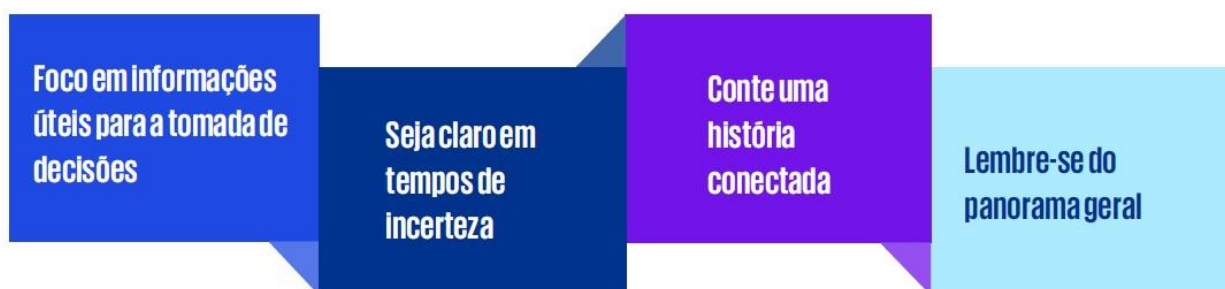 Foco em informações
úteis para a tomada de
decisões
Seja claro em
tempos de
incerteza
Conte uma
história
conectada
Lembre-se do
panorama geral